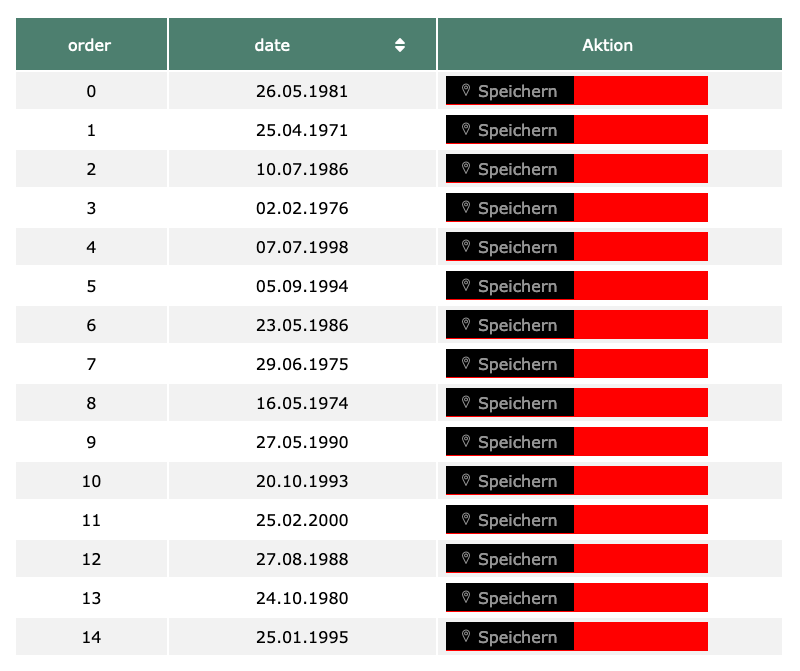 order date Aktion
0 26.05.1981 Speichern
1 25.04.1971 Speichern
2 10.07.1986 Speichern
3 02.02.1976 Speichern
4 07.07.1998 Speichern
5 05.09.1994 Speichern
6 23.05.1986 Speichern
7 29.06.1975 Speichern
8 16.05.1974 Speichern
9 27.05.1990 Speichern
10 20.10.1993 Speichern
11 25.02.2000 Speichern
12 27.08.1988 Speichern
13 24.10.1980 Speichern
14 25.01.1995 Speichern